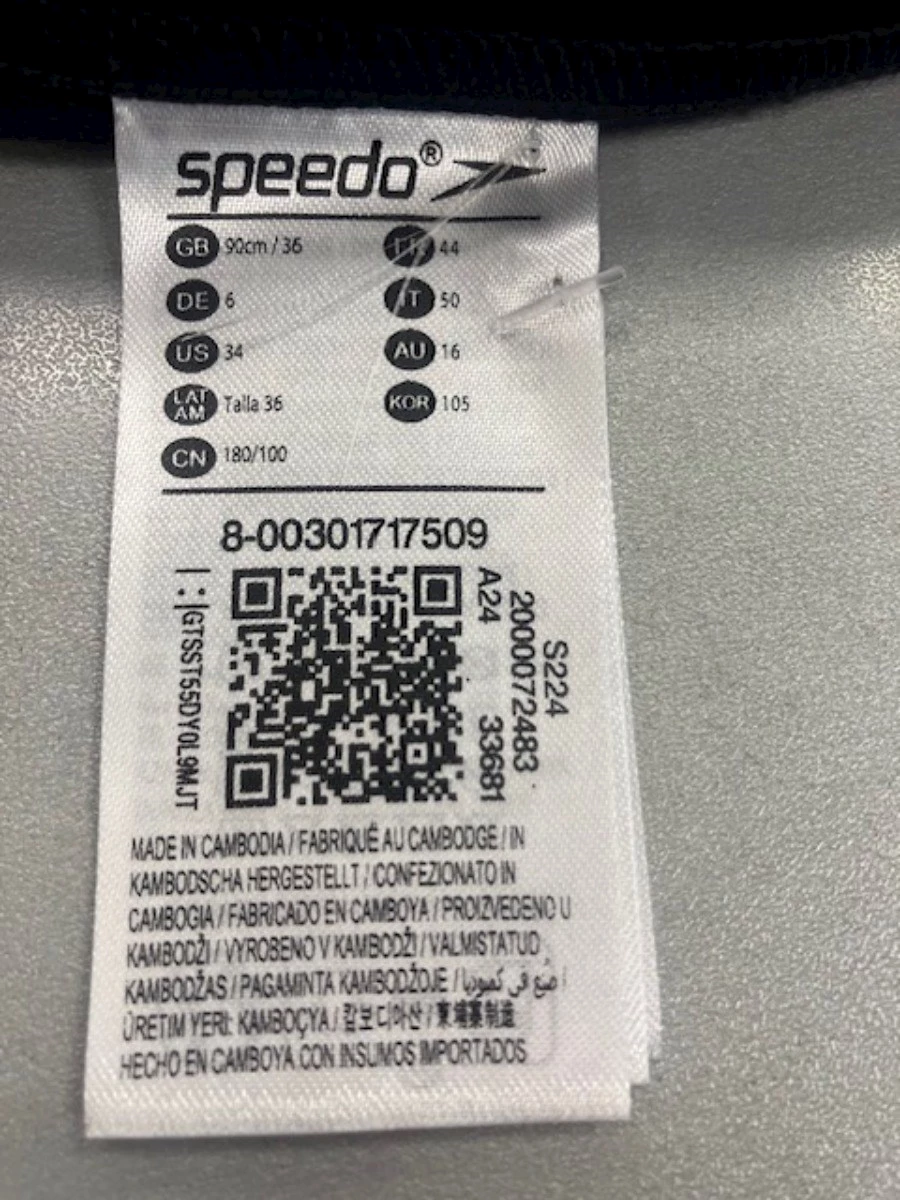 speedo®
GB 90cm / 36 FR 44
DE 6 IT 50
US 34 AU 16
LAT AM Talla 36 KOR 105
CN 180/100
8-00301717509
|:|GTSST55DY0L9MJT
A24 33681
2000072483
S224
MADE IN CAMBODIA / FABRIQUÉ AU CAMBODGE / IN
KAMBODSCHA HERGESTELLT / CONFEZIONATO IN
CAMBOGIA / FABRICADO EN CAMBOYA / PROIZVEDENO U
KAMBODŽI / VYROBENO V KAMBODŽI / VALMISTATUD
KAMBODŽAS / PAGAMINTA KAMBODŽOJE / صنع في كمبوديا
ÜRETIM YERI: KAMBOÇYA / 캄보디아산 / 柬埔寨制造
HECHO EN CAMBOYA CON INSUMOS IMPORTADOS